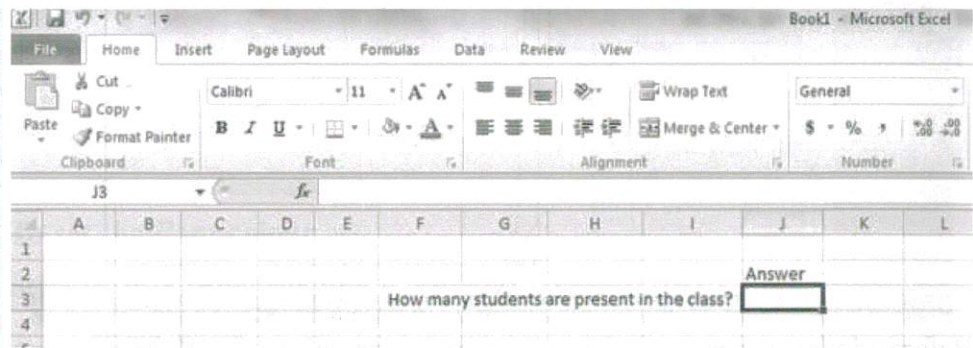 Book1 - Microsoft Excel
File Home Insert Page Layout Formulas Data Review View
Cut
Copy
Format Painter
Paste
Clipboard
Calibri 11 A A
B I U A
Font
Wrap Text
Merge & Center
Alignment
General
$ % , .00 .00
Number
J3 fx
A B C D E F G H I J K L
1
2 Answer
3 How many students are present in the class?
4